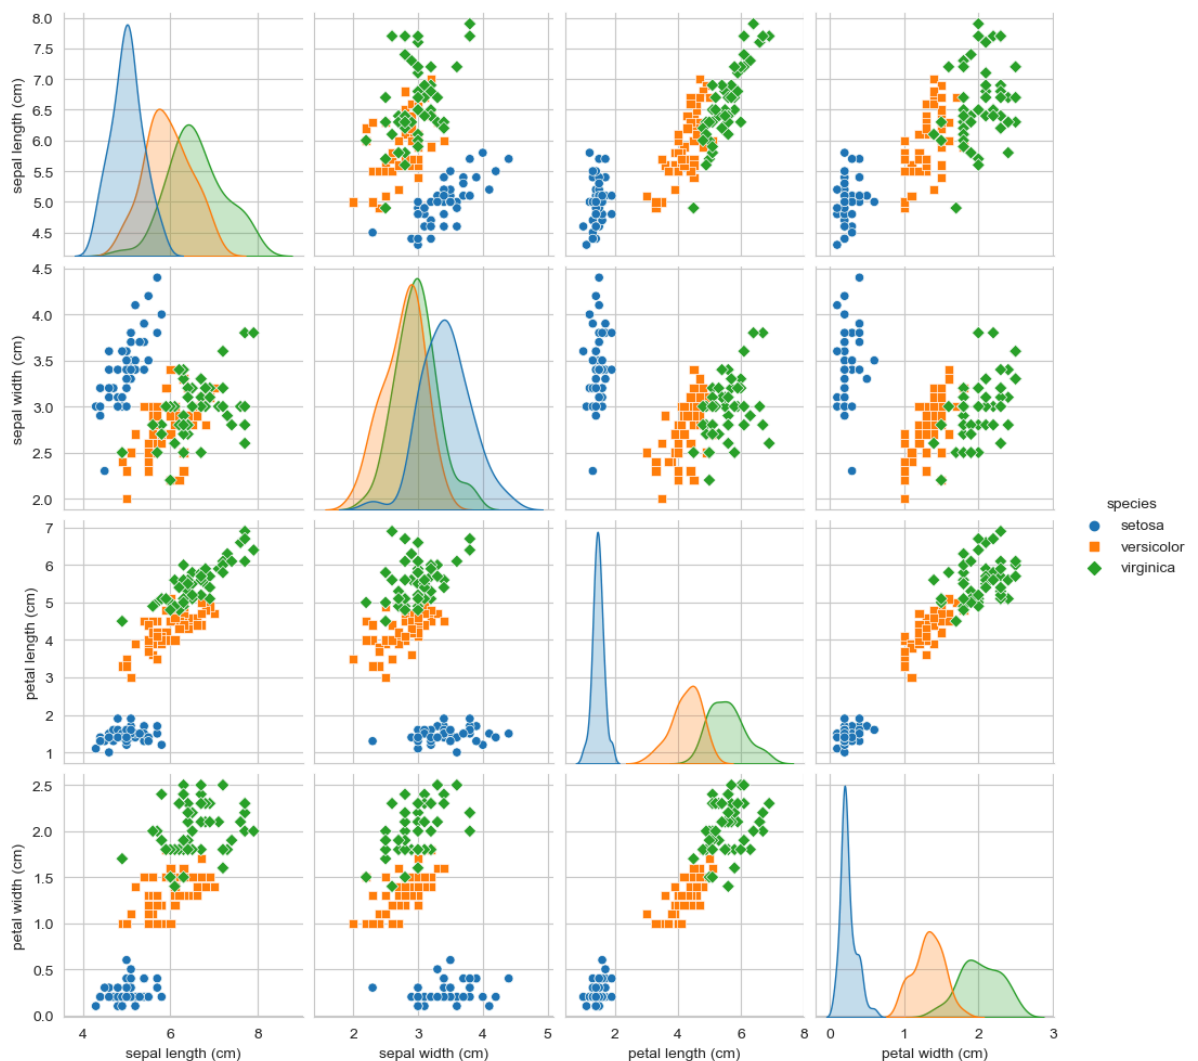 8.0
7.5
7.0
6.5
6.0
5.5
5.0
4.5
sepal length (cm)
4.5
4.0
3.5
3.0
2.5
2.0
sepal width (cm)
species
setosa
versicolor
virginica
7
6
5
4
3
2
1
petal length (cm)
2.5
2.0
1.5
1.0
0.5
0.0
petal width (cm)
4 6 8
2 3 4 5
2 4 6 8
0 1 2 3
sepal length (cm)
sepal width (cm)
petal length (cm)
petal width (cm)